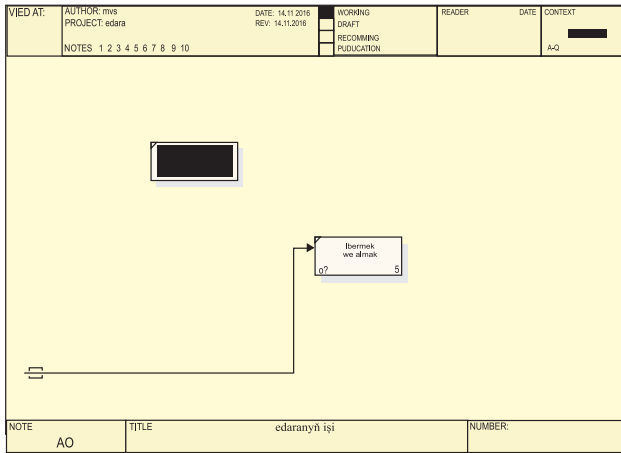 VIED AT:
AUTHOR: mvs
PROJECT: edara
NOTES 1 2 3 4 5 6 7 8 9 10
DATE: 14.11 2016
REV: 14.11.2016
WORKING
DRAFT
RECOMMING
PUDUCATION
READER DATE
CONTEXT
A-Q
Ibermek
we almak
o? 5
NOTE
AO
TITLE
edaranyň işi
NUMBER: